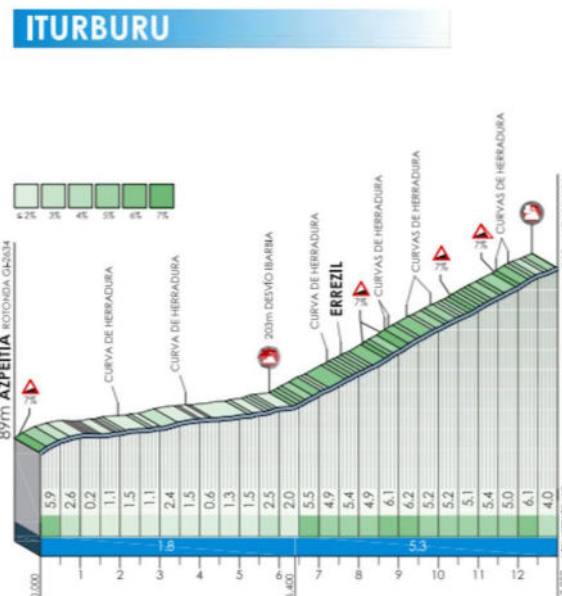 ITURBURU
≤2% 3% 4% 5% 6% 7%
89m AZPEITIA ROTONDA GI-2634
7%
CURVA DE HERRADURA
CURVA DE HERRADURA
203m DESVÍO IBARBIA
CURVA DE HERRADURA
ERREZIL
7%
CURVAS DE HERRADURA
CURVAS DE HERRADURA
7%
7%
CURVAS DE HERRADURA
5.9 2.6 0.2 1.1 1.5 1.1 2.4 1.5 0.6 1.3 1.5 2.5 2.0 5.5 4.9 5.4 4.9 6.1 6.2 5.2 5.2 5.1 5.4 5.0 6.1 4.0
1.8 5.3
1 2 3 4 5 6 7 8 9 10 11 12